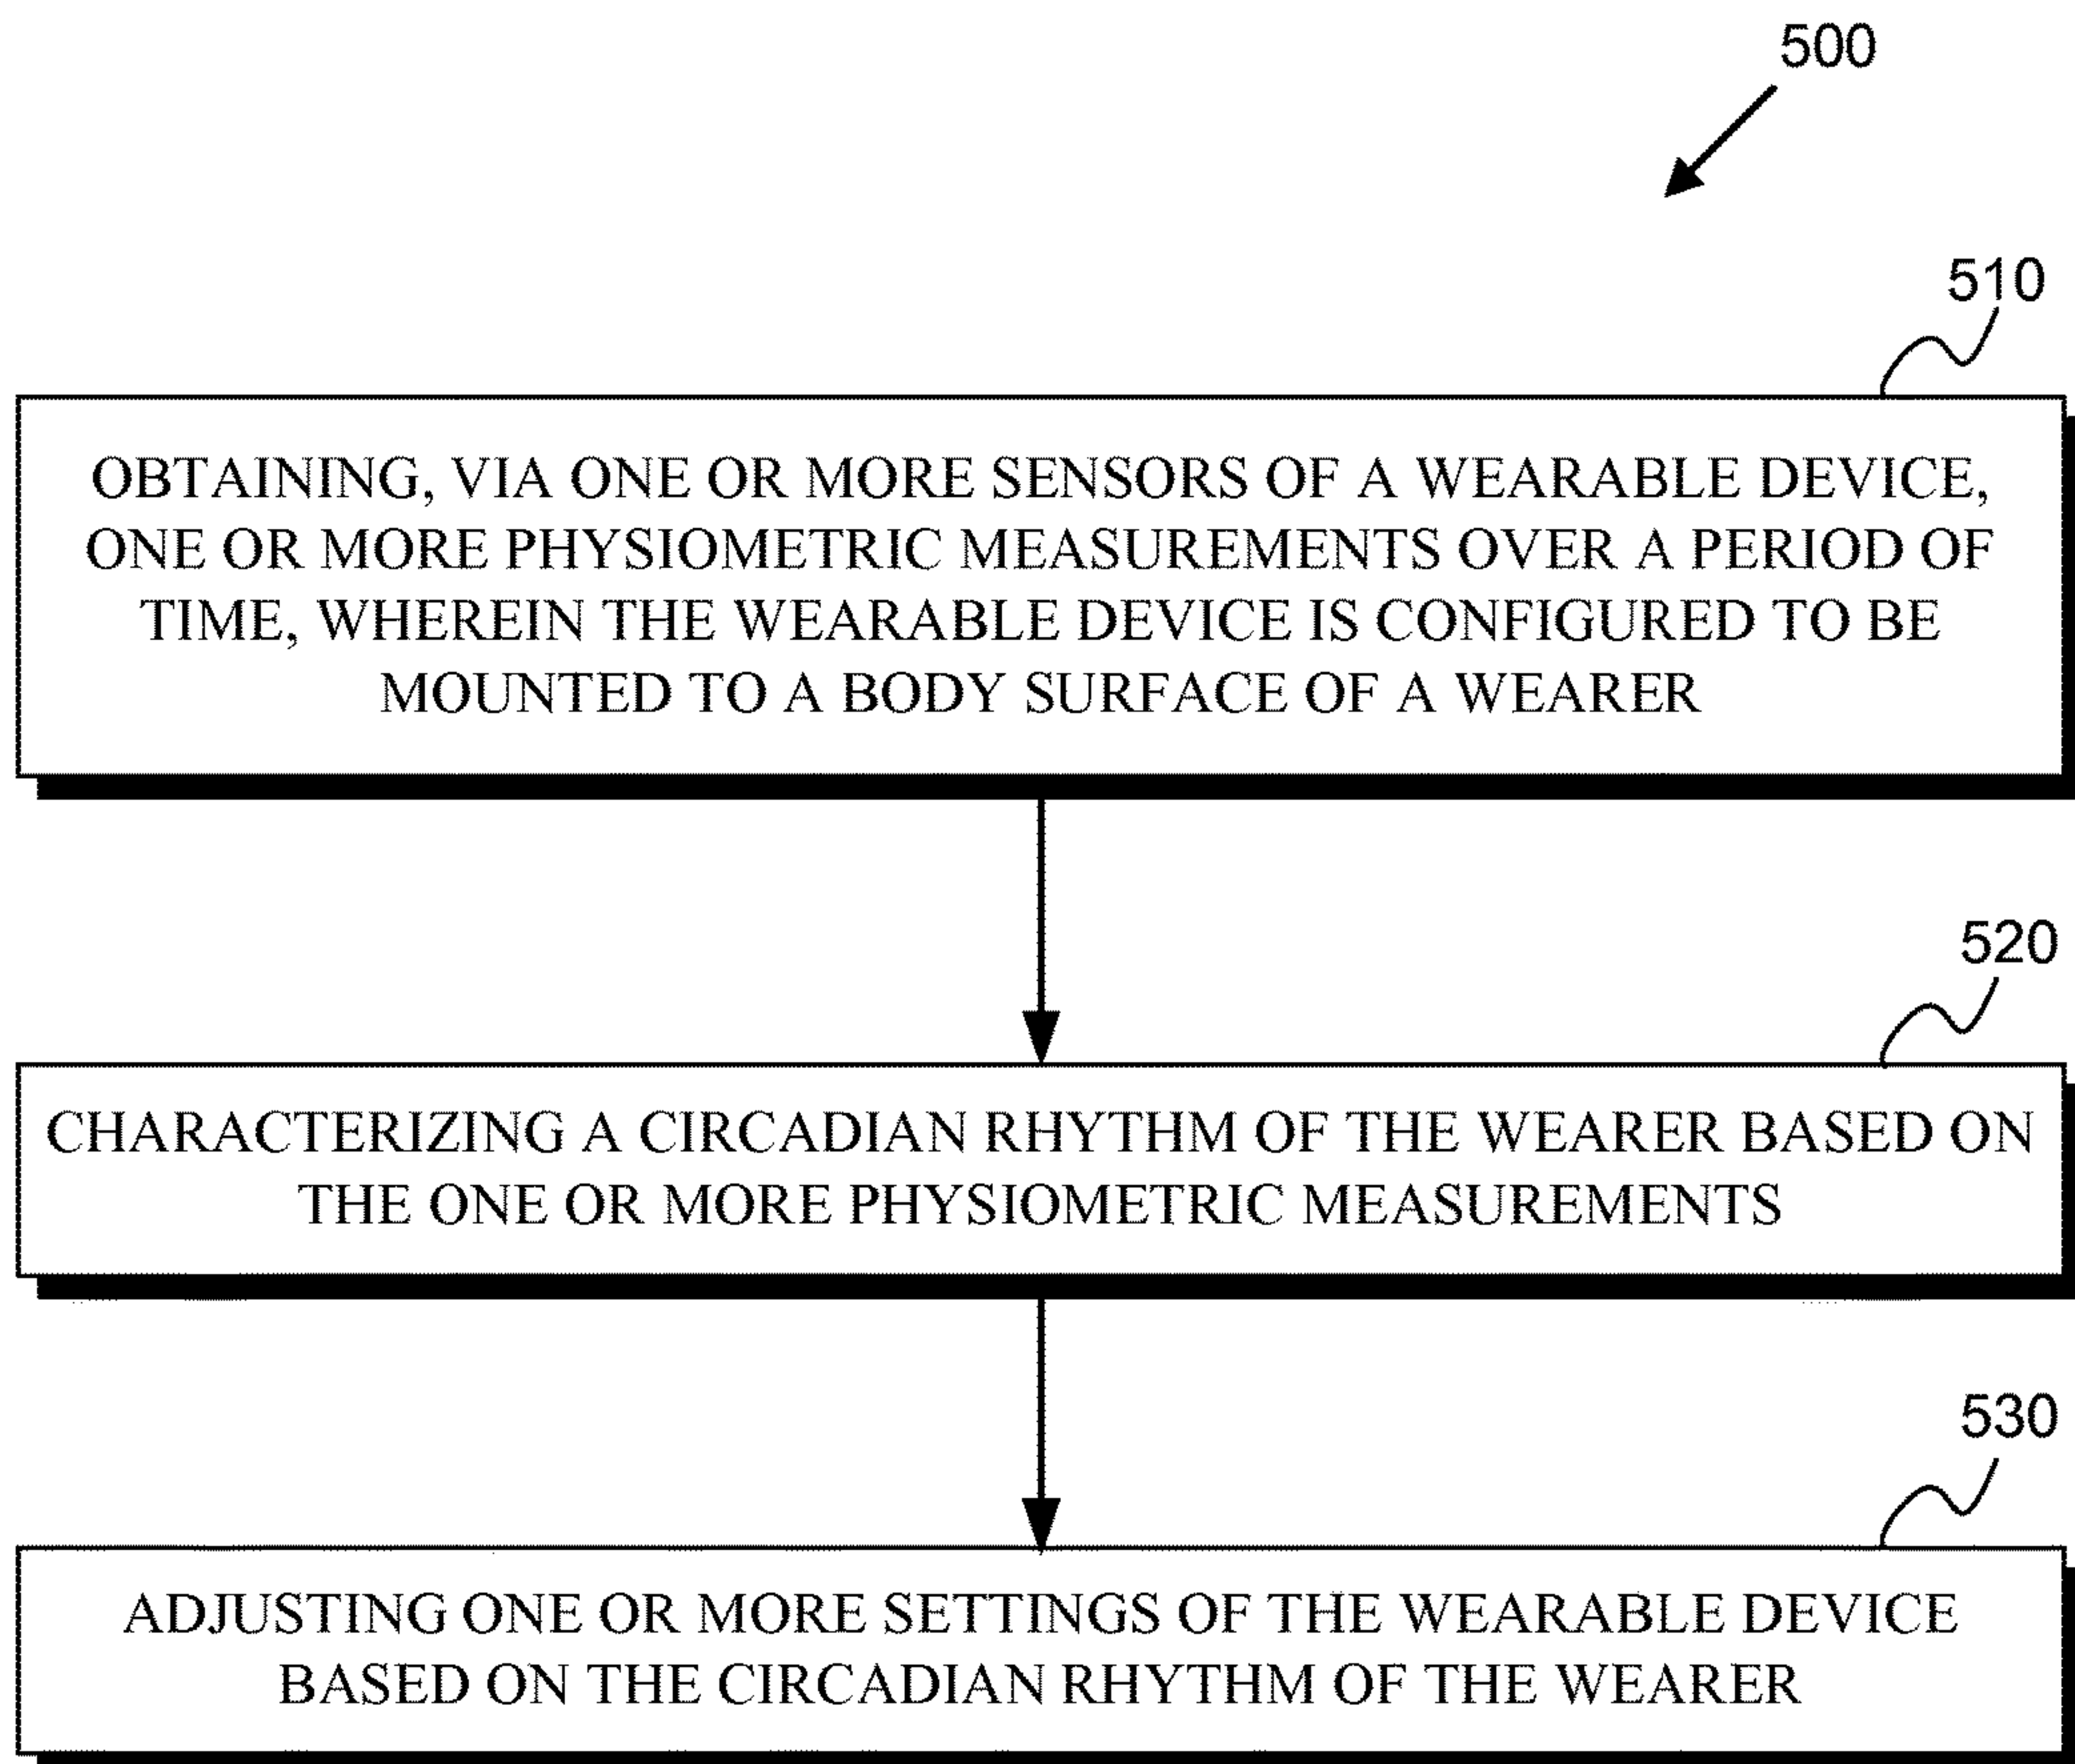 500
510
OBTAINING, VIA ONE OR MORE SENSORS OF A WEARABLE DEVICE,
ONE OR MORE PHYSIOMETRIC MEASUREMENTS OVER A PERIOD OF
TIME, WHEREIN THE WEARABLE DEVICE IS CONFIGURED TO BE
MOUNTED TO A BODY SURFACE OF A WEARER
520
CHARACTERIZING A CIRCADIAN RHYTHM OF THE WEARER BASED ON
THE ONE OR MORE PHYSIOMETRIC MEASUREMENTS
530
ADJUSTING ONE OR MORE SETTINGS OF THE WEARABLE DEVICE
BASED ON THE CIRCADIAN RHYTHM OF THE WEARER